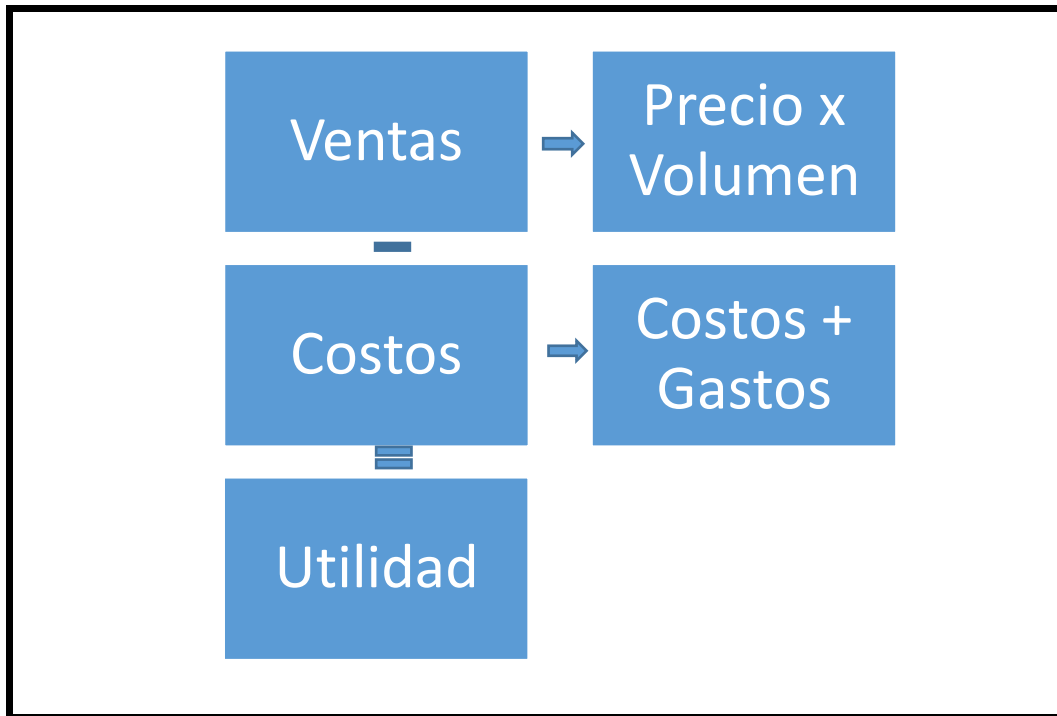 Ventas
Precio x
Volumen
Costos
Costos +
Gastos
Utilidad